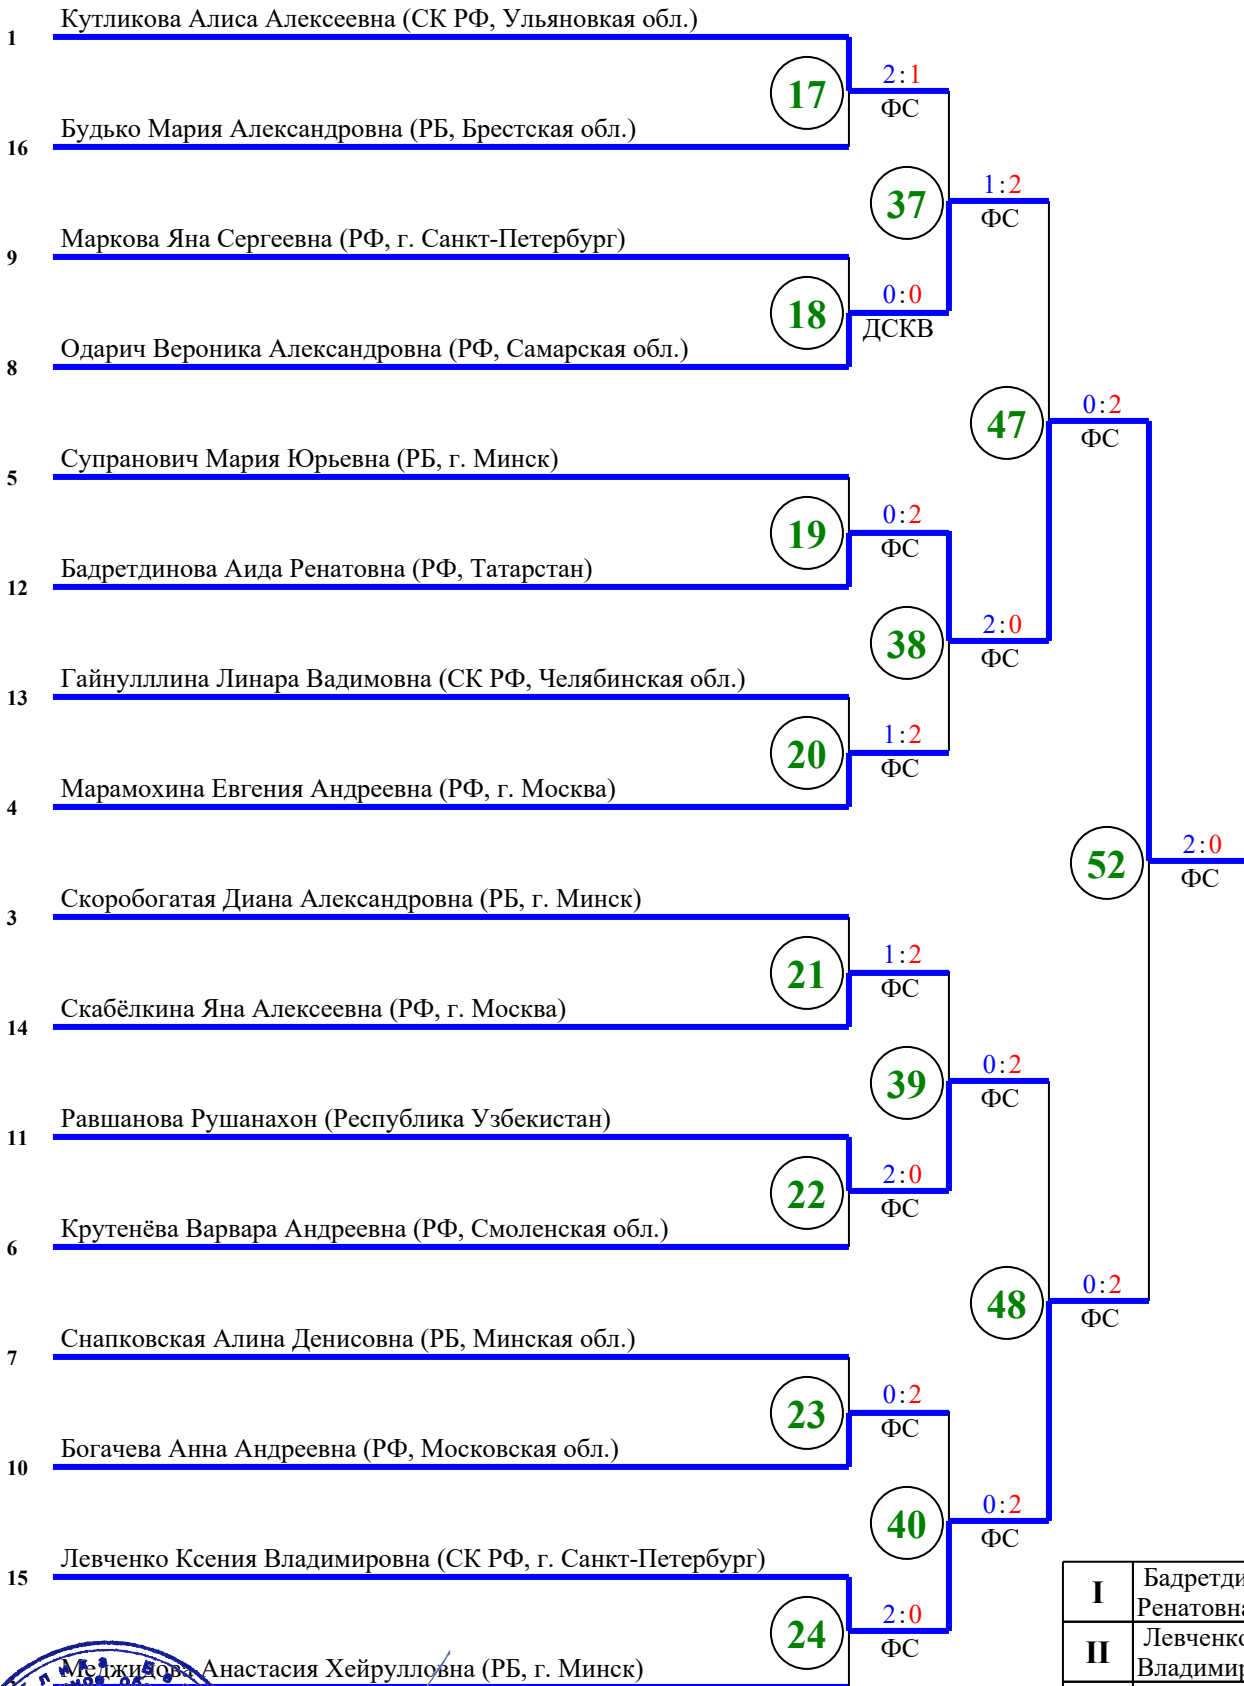 Кутликова Алиса Алексеевна (СК РФ, Ульяновкая обл.)
1
17
2:1
ФС
Будько Мария Александровна (РБ, Брестская обл.)
16
37
1:2
ФС
Маркова Яна Сергеевна (РФ, г. Санкт-Петербург)
9
18
0:0
ДСКВ
Одарич Вероника Александровна (РФ, Самарская обл.)
8
47
0:2
ФС
Супранович Мария Юрьевна (РБ, г. Минск)
5
19
0:2
ФС
Бадретдинова Аида Ренатовна (РФ, Татарстан)
12
38
2:0
ФС
Гайнулллина Линара Вадимовна (СК РФ, Челябинская обл.)
13
20
1:2
ФС
Марамохина Евгения Андреевна (РФ, г. Москва)
4
52
2:0
ФС
Скоробогатая Диана Александровна (РБ, г. Минск)
3
21
1:2
ФС
Скабёлкина Яна Алексеевна (РФ, г. Москва)
14
39
0:2
ФС
Равшанова Рушанахон (Республика Узбекистан)
11
22
2:0
ФС
Крутенёва Варвара Андреевна (РФ, Смоленская обл.)
6
48
0:2
ФС
Снапковская Алина Денисовна (РБ, Минская обл.)
7
23
0:2
ФС
Богачева Анна Андреевна (РФ, Московская обл.)
10
40
0:2
ФС
Левченко Ксения Владимировна (СК РФ, г. Санкт-Петербург)
15
24
2:0
ФС
Меджидова Анастасия Хейрулловна (РБ, г. Минск)
I
Бадретди
Ренатовна
II
Левченко
Владимир